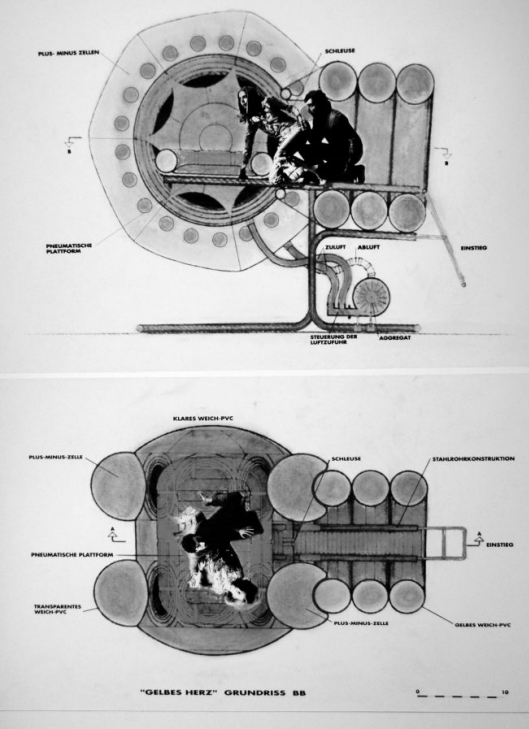 PLUS- MINUS ZELLEN
SCHLEUSE
B
B
PNEUMATISCHE
PLATTFORM
ZULUFT
ABLUFT
EINSTIEG
STEUERUNG DER
LUFTZUFUHR
AGGREGAT
KLARES WEICH-PVC
PLUS-MINUS-ZELLE
SCHLEUSE
STAHLROHRKONSTRUKTION
A
A
PNEUMATISCHE PLATTFORM
EINSTIEG
TRANSPARENTES
WEICH-PVC
PLUS-MINUS-ZELLE
GELBES WEICH-PVC
"GELBES HERZ" GRUNDRISS BB
0
10